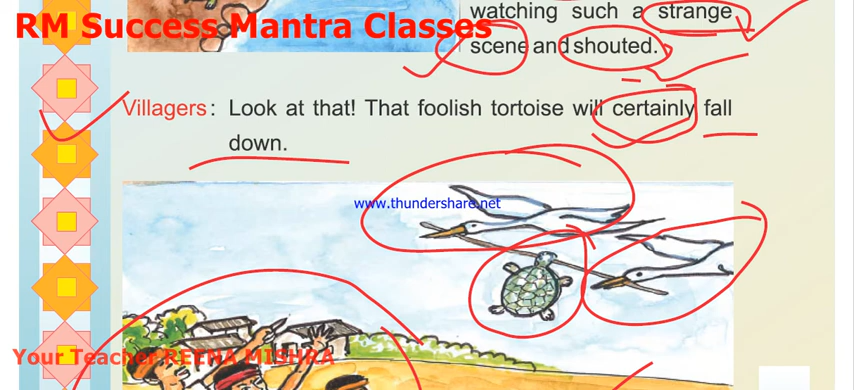 watching such a strange
RM Success Mantra Classes
scene and shouted.
Villagers: Look at that! That foolish tortoise will certainly fall
down.
www.thundershare.net
Your Teacher REENA MISHRA